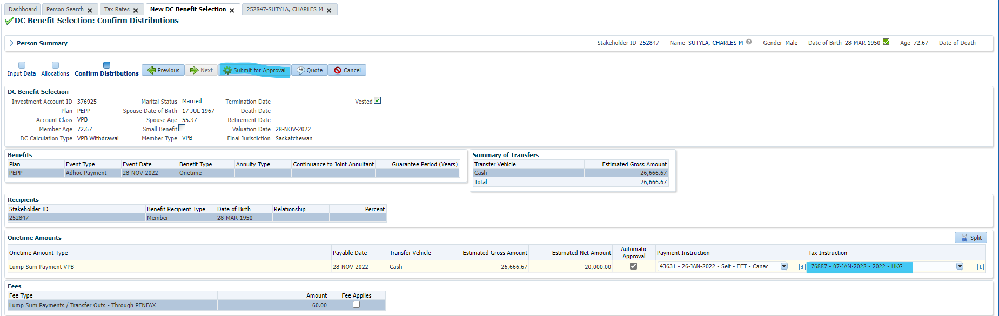 Dashboard Person Search Tax Rates New DC Benefit Selection 252847-SUTYLA, CHARLES M
DC Benefit Selection: Confirm Distributions
Person Summary Stakeholder ID 252847 Name SUTYLA, CHARLES M Gender Male Date of Birth 28-MAR-1950 Age 72.67 Date of Death
Input Data Allocations Confirm Distributions Previous Next Submit for Approval Quote Cancel
DC Benefit Selection
Investment Account ID 376925 Marital Status Married Termination Date Vested
Plan PEPP Spouse Date of Birth 17-JUL-1967 Death Date
Account Class VPB Spouse Age 55.37 Retirement Date
Member Age 72.67 Small Benefit Valuation Date 28-NOV-2022
DC Calculation Type VPB Withdrawal Member Type VPB Final Jurisdiction Saskatchewan
Benefits
Plan Event Type Event Date Benefit Type Annuity Type Continuance to Joint Annuitant Guarantee Period (Years)
PEPP Adhoc Payment 28-NOV-2022 Onetime
Summary of Transfers
Transfer Vehicle Estimated Gross Amount
Cash 26,666.67
Total 26,666.67
Recipients
Stakeholder ID Benefit Recipient Type Date of Birth Relationship Percent
252847 Member 28-MAR-1950
Onetime Amounts Split
Onetime Amount Type Payable Date Transfer Vehicle Estimated Gross Amount Estimated Net Amount Automatic Approval Payment Instruction Tax Instruction
Lump Sum Payment VPB 28-NOV-2022 Cash 26,666.67 20,000.00 43631 - 26-JAN-2022 - Self - EFT - Canac 76887 - 07-JAN-2022 - 2022 - HKG
Fees
Fee Type Amount Fee Applies
Lump Sum Payments / Transfer Outs - Through PENFAX 60.00